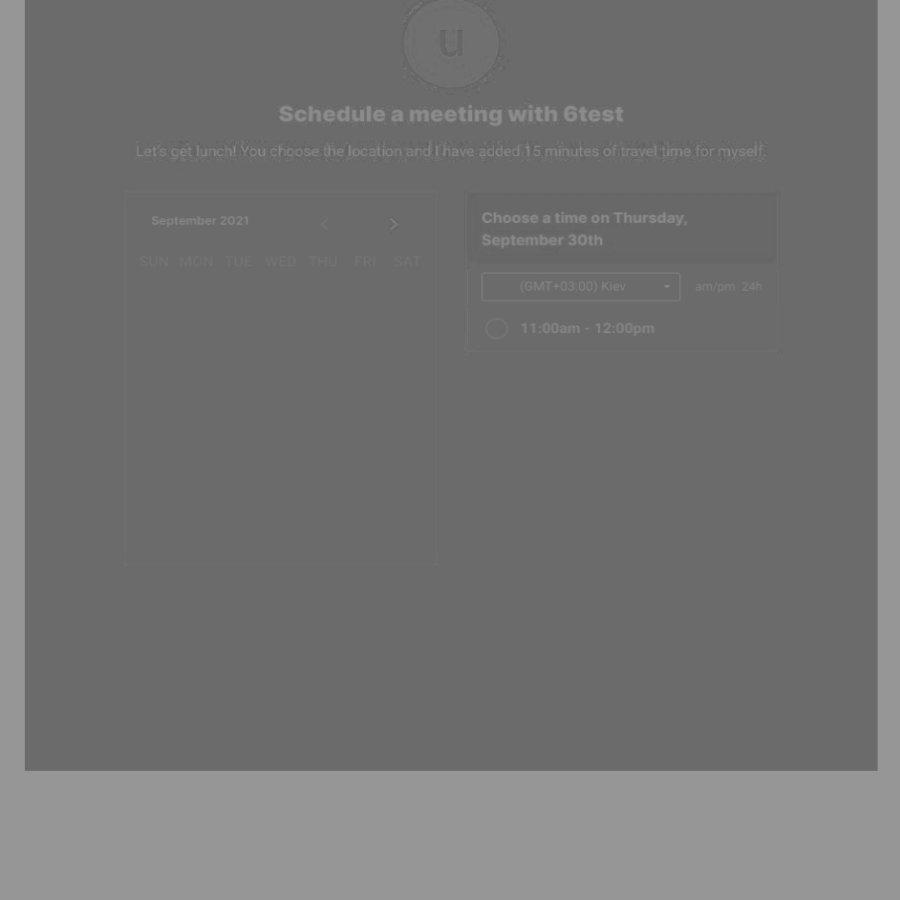 u
Schedule a meeting with 6test
Let's get lunch! You choose the location and I have added 15 minutes of travel time for myself.
September 2021
SUN MON TUE WED THU FRI SAT
Choose a time on Thursday,
September 30th
(GMT+03:00) Kiev am/pm 24h
11:00am - 12:00pm